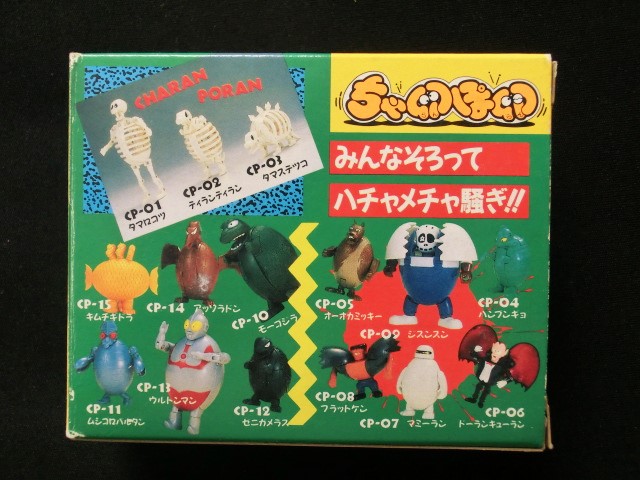 CHARAN
PORAN
CP-01
タマロコツ
CP-02
ティランティラン
CP-03
タマステゴ
ちゃらんぽらん
みんなそろって
ハチャメチャ騒ぎ!!
CP-15
キムチキドラ
CP-14
アッツラドン
CP-10
モーコシラ
CP-05
オーオカミッキー
CP-09
ジスンスン
CP-04
ハンフンキョ
CP-11
ムシコロバルタン
CP-13
ウルトンマン
CP-12
セニカメラス
CP-08
フラットケン
CP-07
マミーラン
CP-06
ドーランキューラン